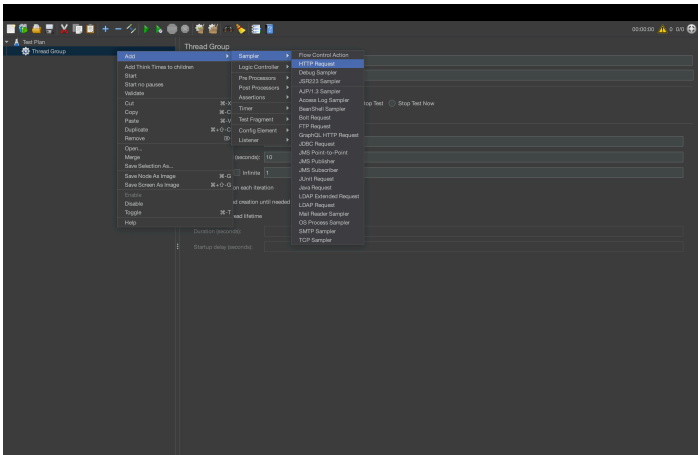 00:00:00 0 0/0
Test Plan
Thread Group
Thread Group
Add
Add Think Times to children
Start
Start no pauses
Validate
Cut ⌘-X
Copy ⌘-C
Paste ⌘-V
Duplicate ⌘+⇧-C
Remove ⌦
Open...
Merge
Save Selection As...
Save Node As Image ⌘-G
Save Screen As Image ⌘+⇧-G
Enable
Disable
Toggle ⌘-T
Help
Sampler
Logic Controller
Pre Processors
Post Processors
Assertions
Timer
Test Fragment
Config Element
Listener
Flow Control Action
HTTP Request
Debug Sampler
JSR223 Sampler
AJP/1.3 Sampler
Access Log Sampler
BeanShell Sampler
Bolt Request
FTP Request
GraphQL HTTP Request
JDBC Request
JMS Point-to-Point
JMS Publisher
JMS Subscriber
JUnit Request
Java Request
LDAP Extended Request
LDAP Request
Mail Reader Sampler
OS Process Sampler
SMTP Sampler
TCP Sampler
top Test Stop Test Now
(seconds): 10
Infinite 1
on each iteration
d creation until needed
ead lifetime
Duration (seconds):
Startup delay (seconds):